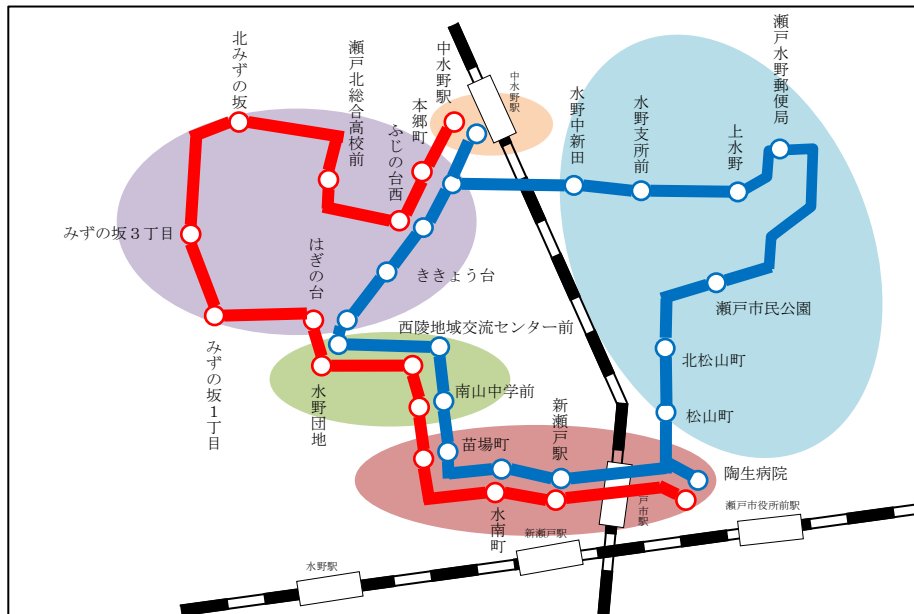 北みずの坂
瀬戸北総合高校前
中水野駅
本郷町
ふじの台西
中水野駅
水野中新田
水野支所前
上水野
瀬戸水野郵便局
みずの坂３丁目
はぎの台
ききょう台
瀬戸市民公園
西陵地域交流センター前
みずの坂１丁目
水野団地
南山中学前
北松山町
苗場町
新瀬戸駅
松山町
陶生病院
水南町
戸市駅
瀬戸市役所前駅
新瀬戸駅
水野駅